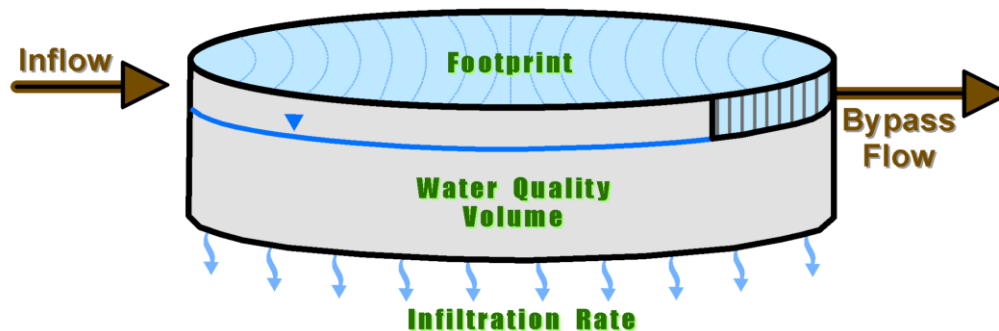 Inflow
Footprint
Bypass
Flow
Water Quality
Volume
Infiltration Rate